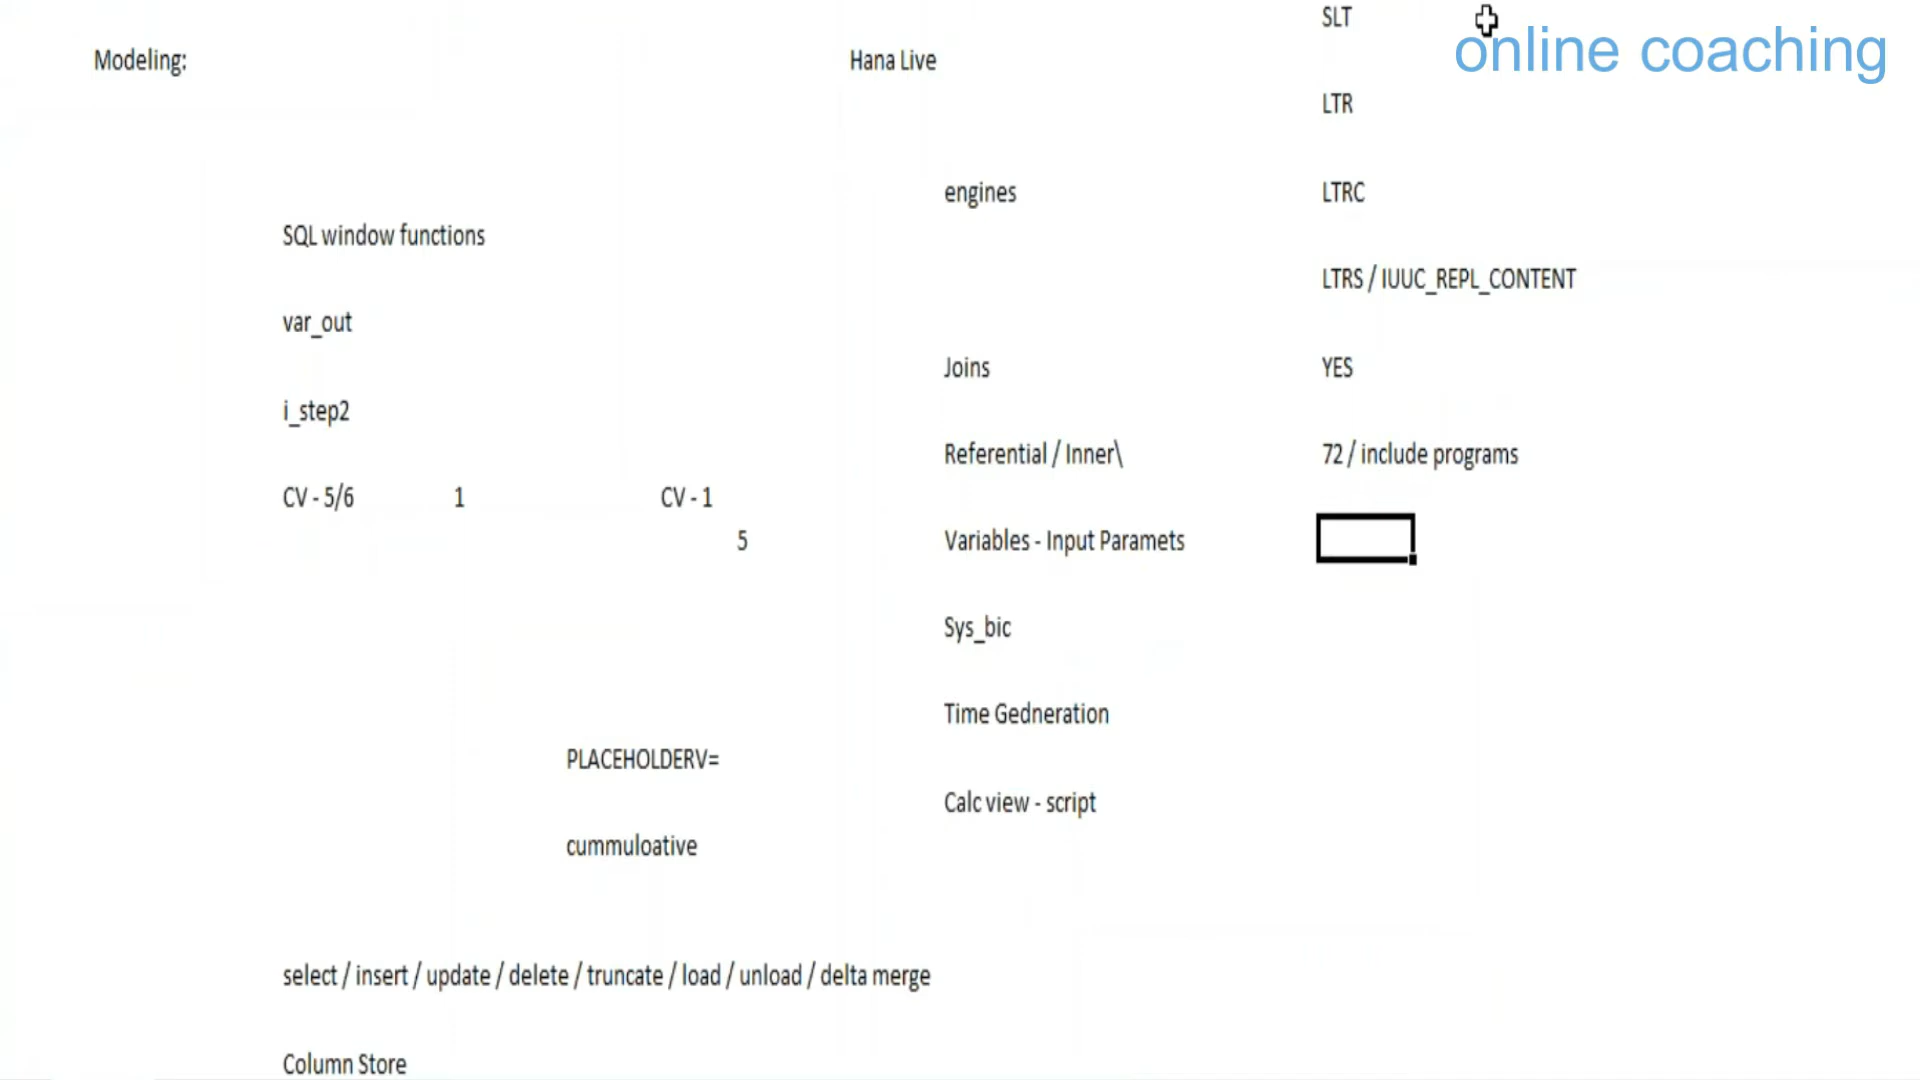 SLT
online coaching
Modeling:
Hana Live
LTR
engines
LTRC
SQL window functions
LTRS / IUUC_REPL_CONTENT
var_out
Joins
YES
i_step2
Referential / Inner\
72 / include programs
CV - 5/6
1
CV - 1
5
Variables - Input Paramets
Sys_bic
Time Gedneration
PLACEHOLDERV=
Calc view - script
cummuloative
select / insert / update / delete / truncate / load / unload / delta merge
Column Store